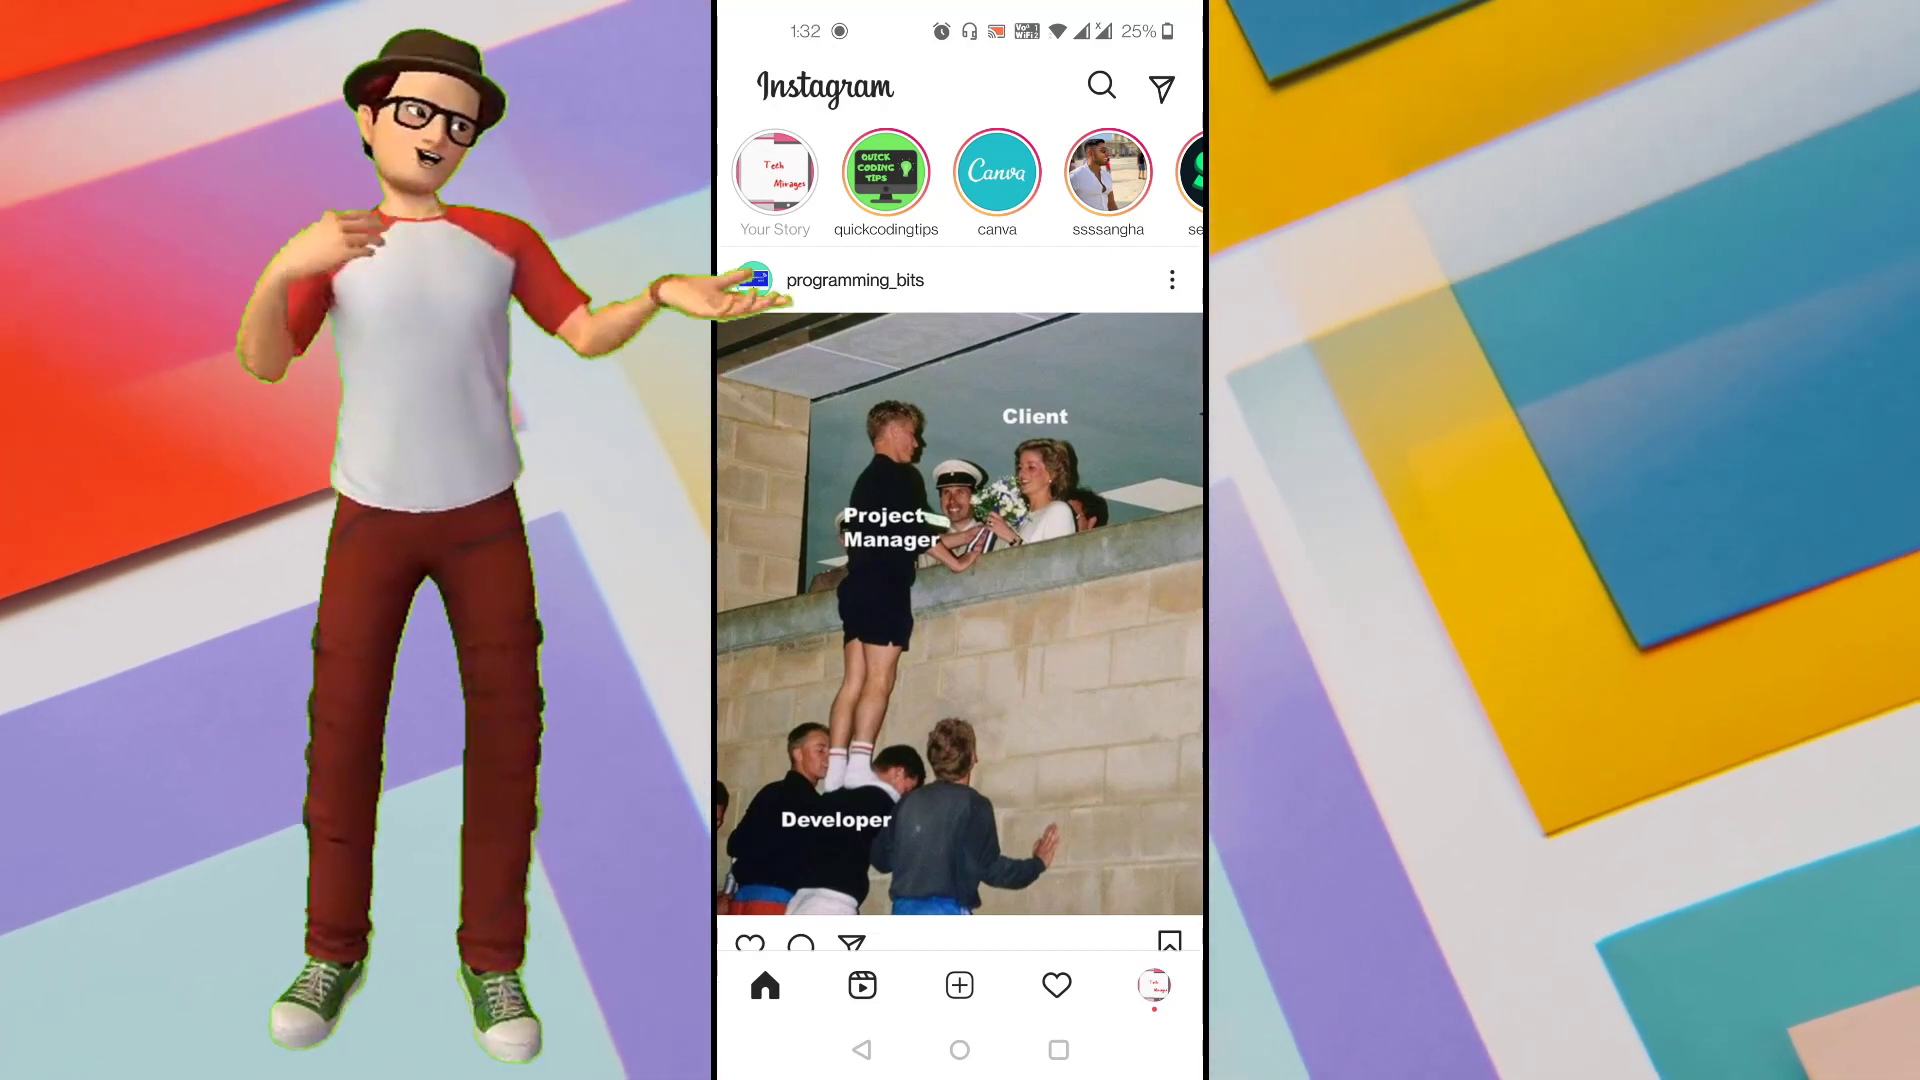 1:32
25%
Instagram
Tech
Mirages
QUICK
CODING
TIPS
Canva
Your Story
quickcodingtips
canva
ssssangha
se
programming_bits
Client
Project
Manager
Developer